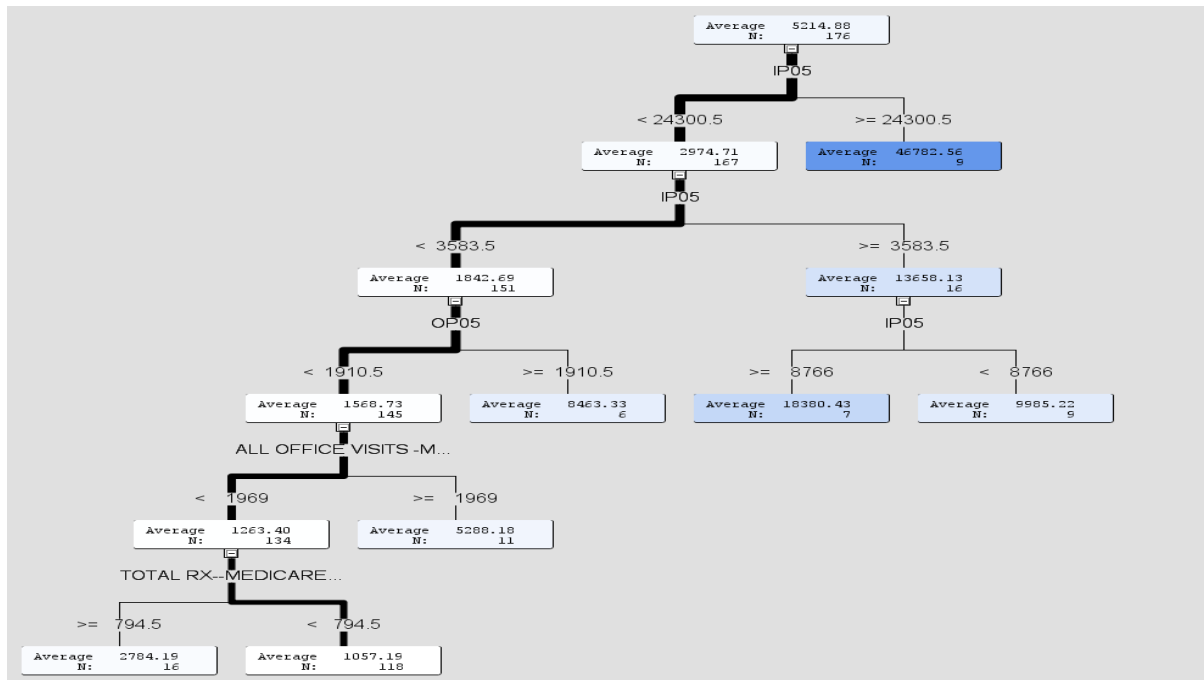 Average 5214.88
N: 176
IP05
< 24300.5 >= 24300.5
Average 2974.71 Average 46782.56
N: 167 N: 9
IP05
< 3583.5 >= 3583.5
Average 1842.69 Average 13658.13
N: 151 N: 16
OP05 IP05
< 1910.5 >= 1910.5 >= 8766 < 8766
Average 1568.73 Average 8463.33 Average 18380.43 Average 9985.22
N: 145 N: 6 N: 7 N: 9
ALL OFFICE VISITS -M...
< 1969 >= 1969
Average 1263.40 Average 5288.18
N: 134 N: 11
TOTAL RX--MEDICARE...
>= 794.5 < 794.5
Average 2784.19 Average 1057.19
N: 16 N: 118